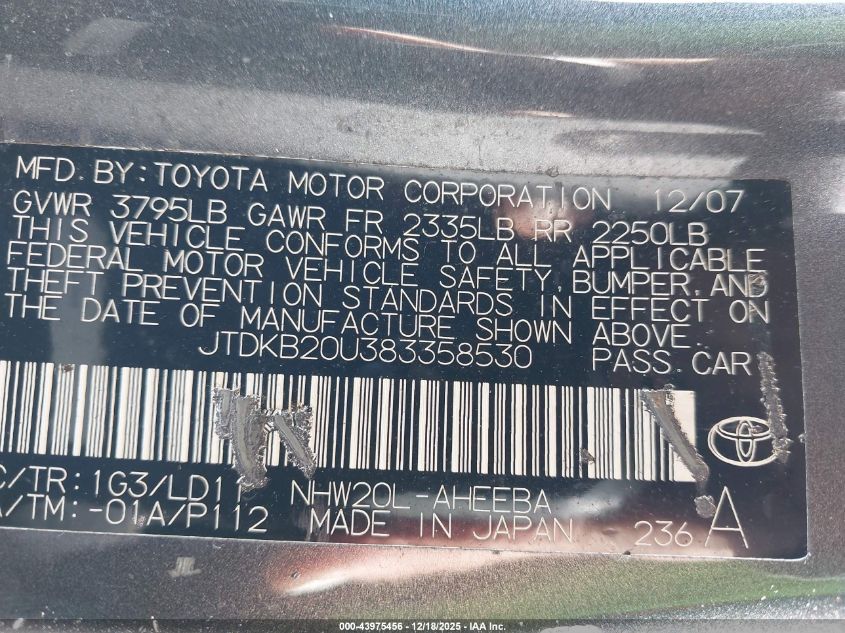 MFD. BY: TOYOTA MOTOR CORPORATION 12/07
GVWR 3795LB GAWR FR 2335LB RR 2250LB
THIS VEHICLE CONFORMS TO ALL APPLICABLE
FEDERAL MOTOR VEHICLE SAFETY, BUMPER, AND
THEFT PREVENTION STANDARDS IN EFFECT ON
THE DATE OF MANUFACTURE SHOWN ABOVE.
JTDKB20U383358530 PASS. CAR
C/TR: 1G3/LD11 NHW20L-AHEEBA
A/TM: -01A/P112 MADE IN JAPAN 236 A
000-43975456 - 12/18/2025 - IAA Inc.